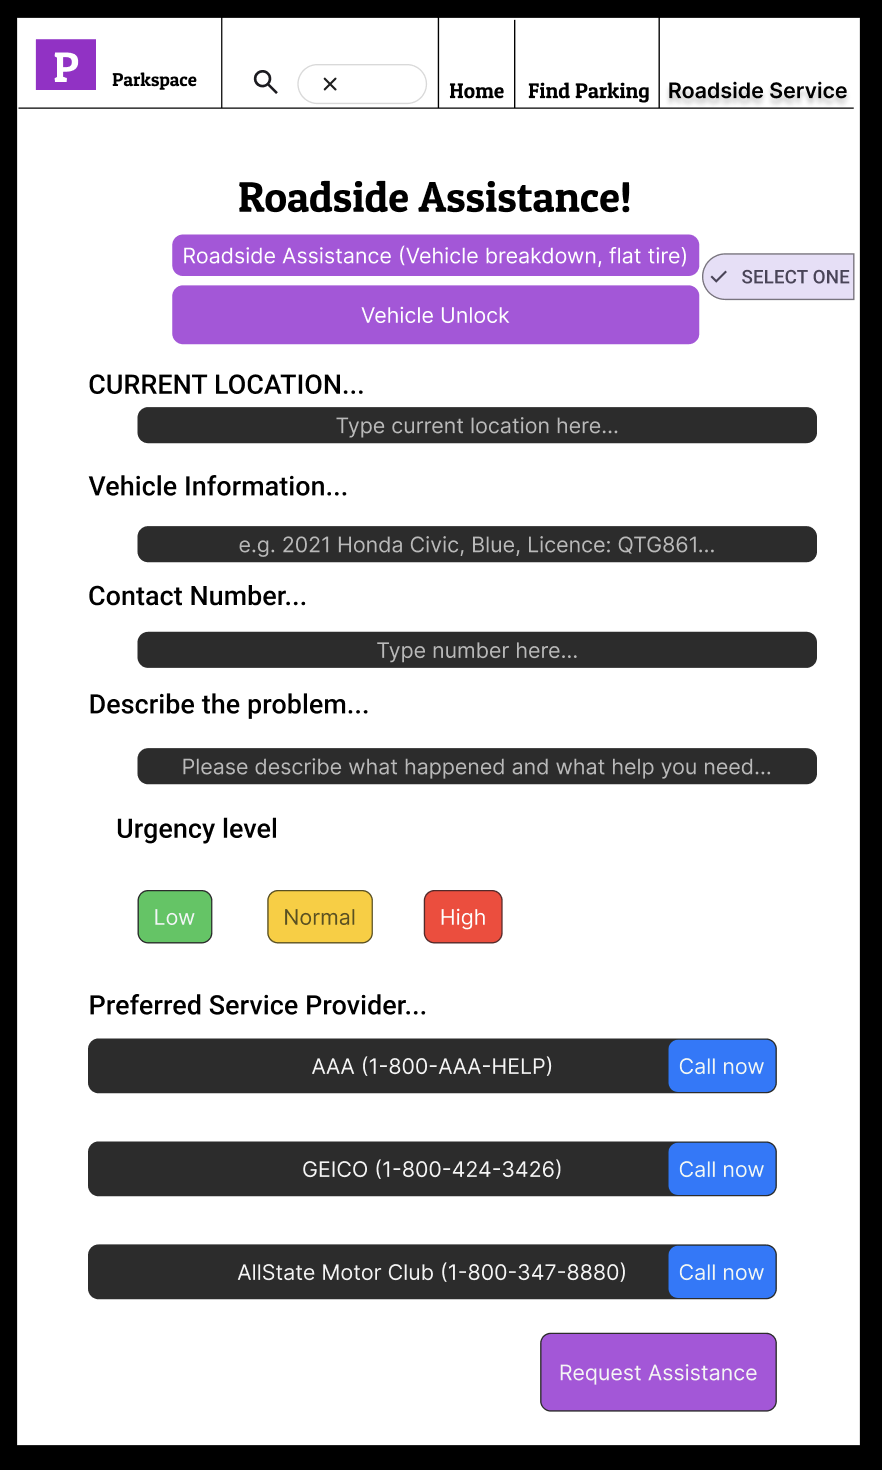 P
Parkspace
Home
Find Parking
Roadside Service
Roadside Assistance!
Roadside Assistance (Vehicle breakdown, flat tire)
SELECT ONE
Vehicle Unlock
CURRENT LOCATION...
Type current location here...
Vehicle Information...
e.g. 2021 Honda Civic, Blue, Licence: QTG861...
Contact Number...
Type number here...
Describe the problem...
Please describe what happened and what help you need...
Urgency level
Low
Normal
High
Preferred Service Provider...
AAA (1-800-AAA-HELP)
Call now
GEICO (1-800-424-3426)
Call now
AllState Motor Club (1-800-347-8880)
Call now
Request Assistance